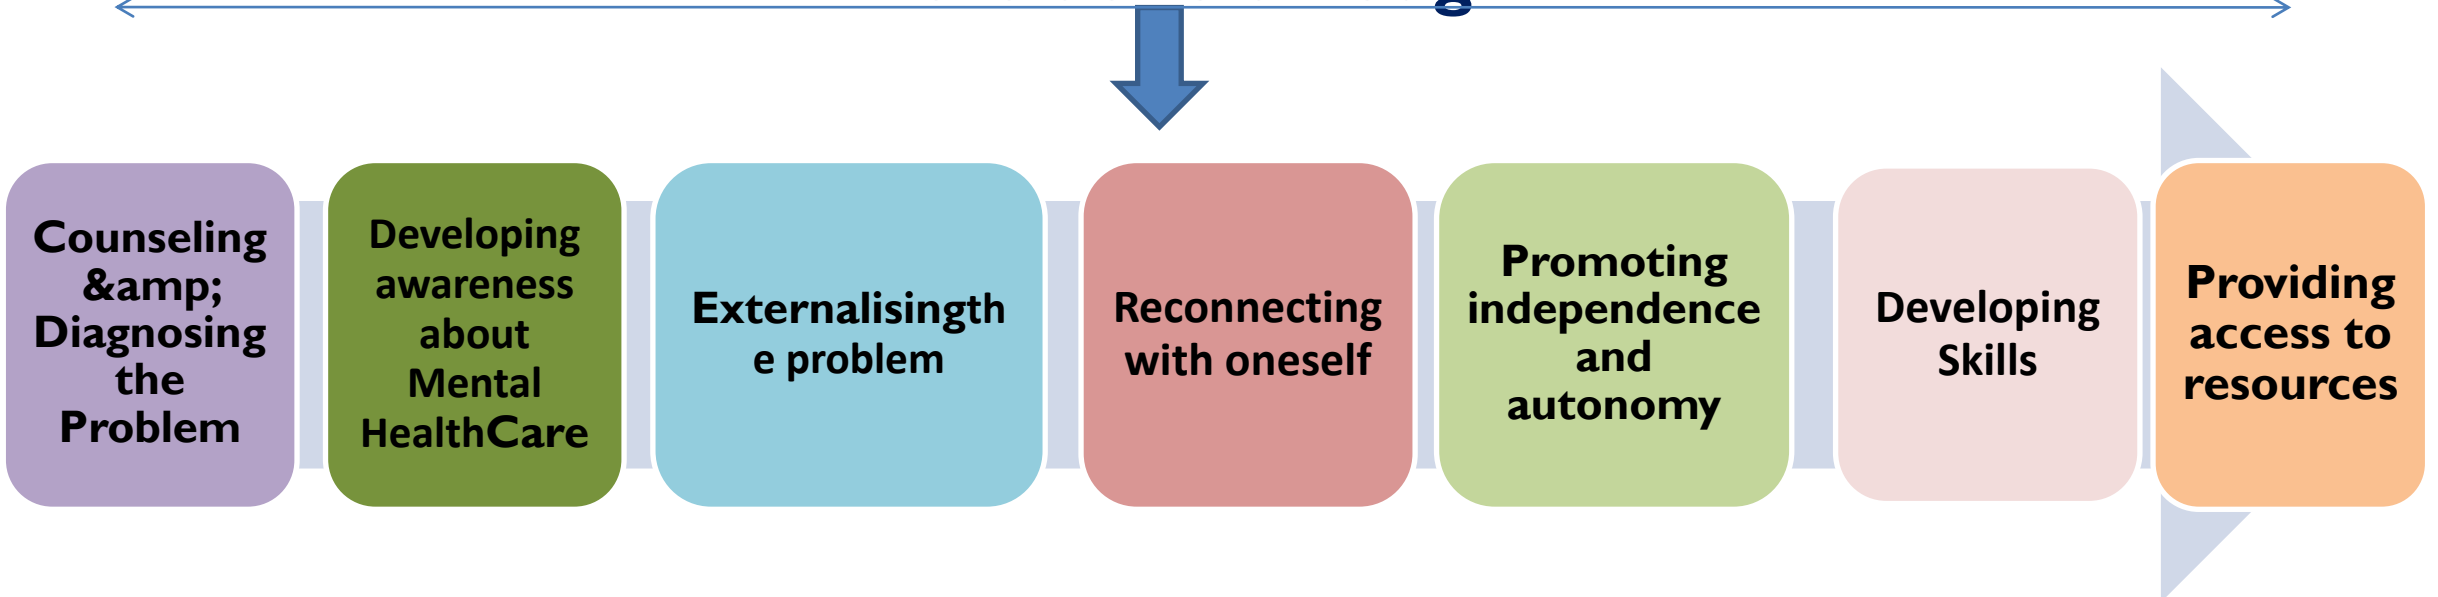 Counseling
&amp;
Diagnosing
the
Problem
Developing
awareness
about
Mental
HealthCare
Externalisingth
e problem
Reconnecting
with oneself
Promoting
independence
and
autonomy
Developing
Skills
Providing
access to
resources